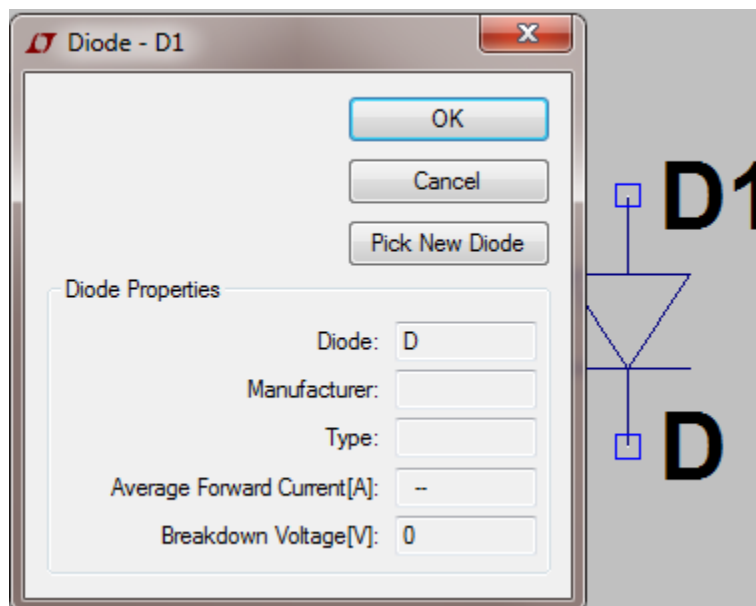 Diode - D1
OK
Cancel
Pick New Diode
Diode Properties
Diode: D
Manufacturer:
Type:
Average Forward Current[A]: --
Breakdown Voltage[V]: 0
D1
D